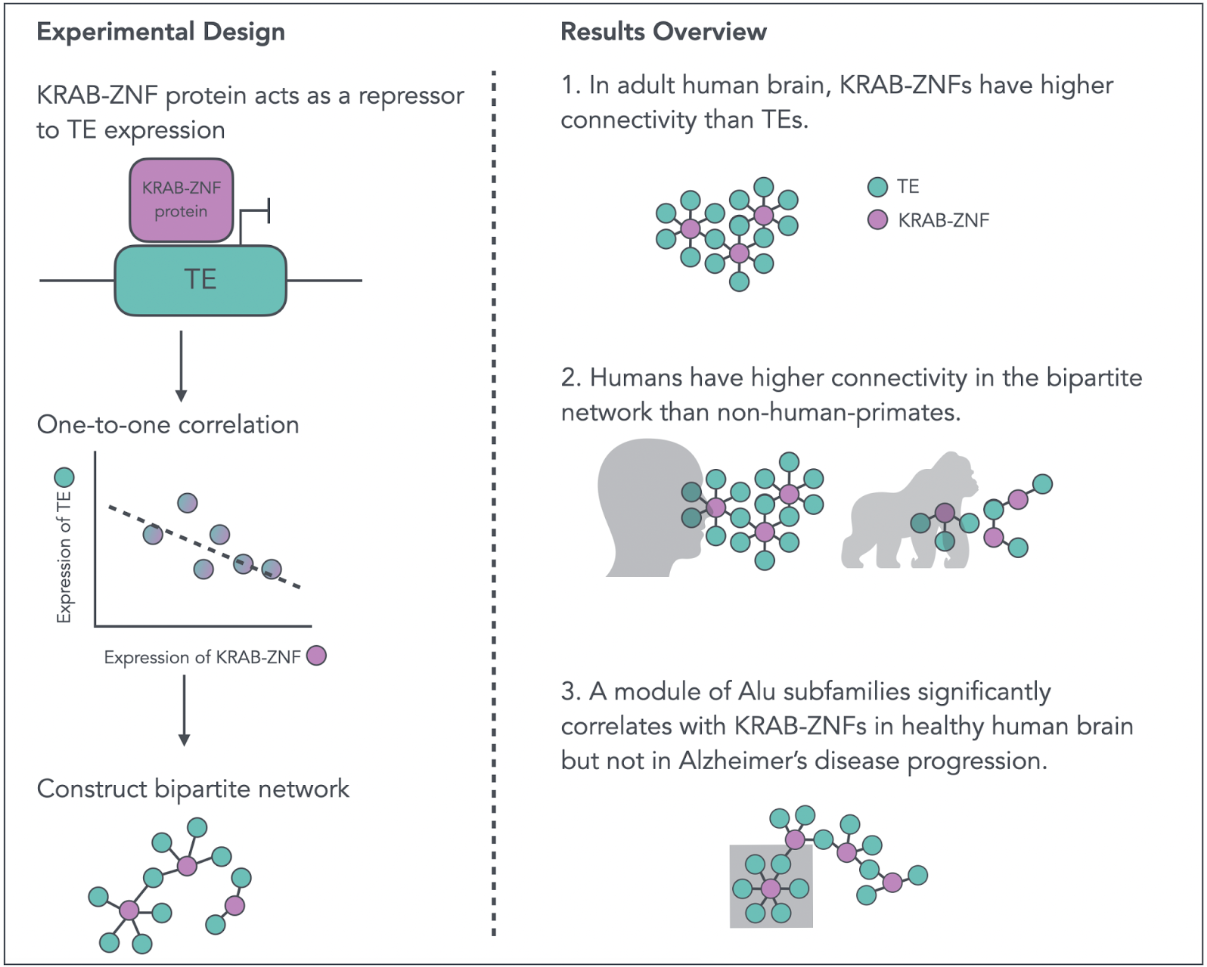 Experimental Design
KRAB-ZNF protein acts as a repressor
to TE expression
KRAB-ZNF
protein
TE
One-to-one correlation
Expression of TE
Expression of KRAB-ZNF
Construct bipartite network
Results Overview
1. In adult human brain, KRAB-ZNFs have higher
connectivity than TEs.
TE
KRAB-ZNF
2. Humans have higher connectivity in the bipartite
network than non-human-primates.
3. A module of Alu subfamilies significantly
correlates with KRAB-ZNFs in healthy human brain
but not in Alzheimer’s disease progression.